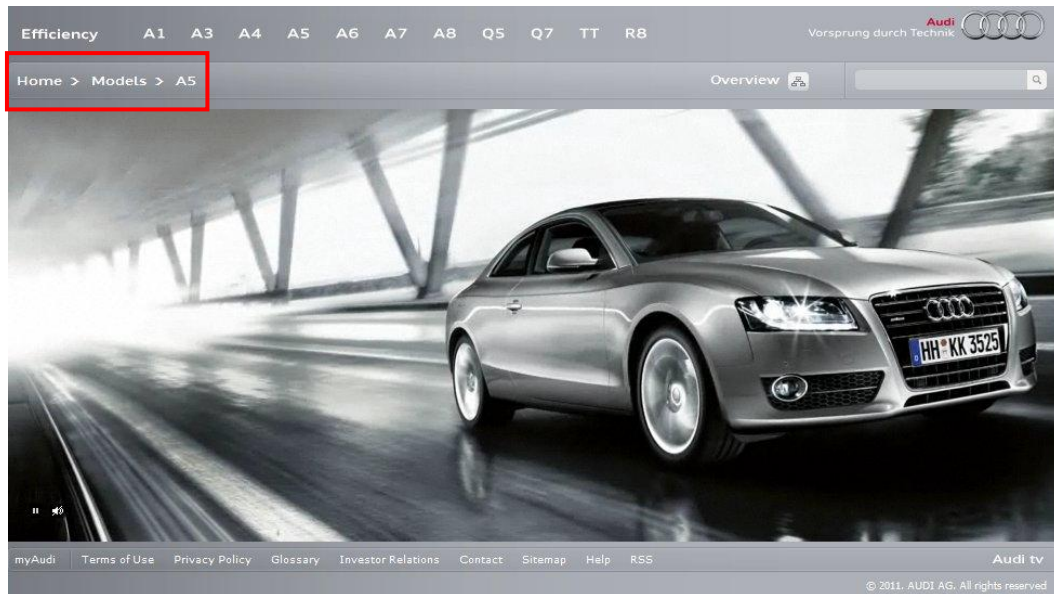 Efficiency A1 A3 A4 A5 A6 A7 A8 Q5 Q7 TT R8
Audi
Vorsprung durch Technik
Home > Models > A5
Overview
HH KK 3525
myAudi Terms of Use Privacy Policy Glossary Investor Relations Contact Sitemap Help RSS
Audi tv
© 2011. AUDI AG. All rights reserved